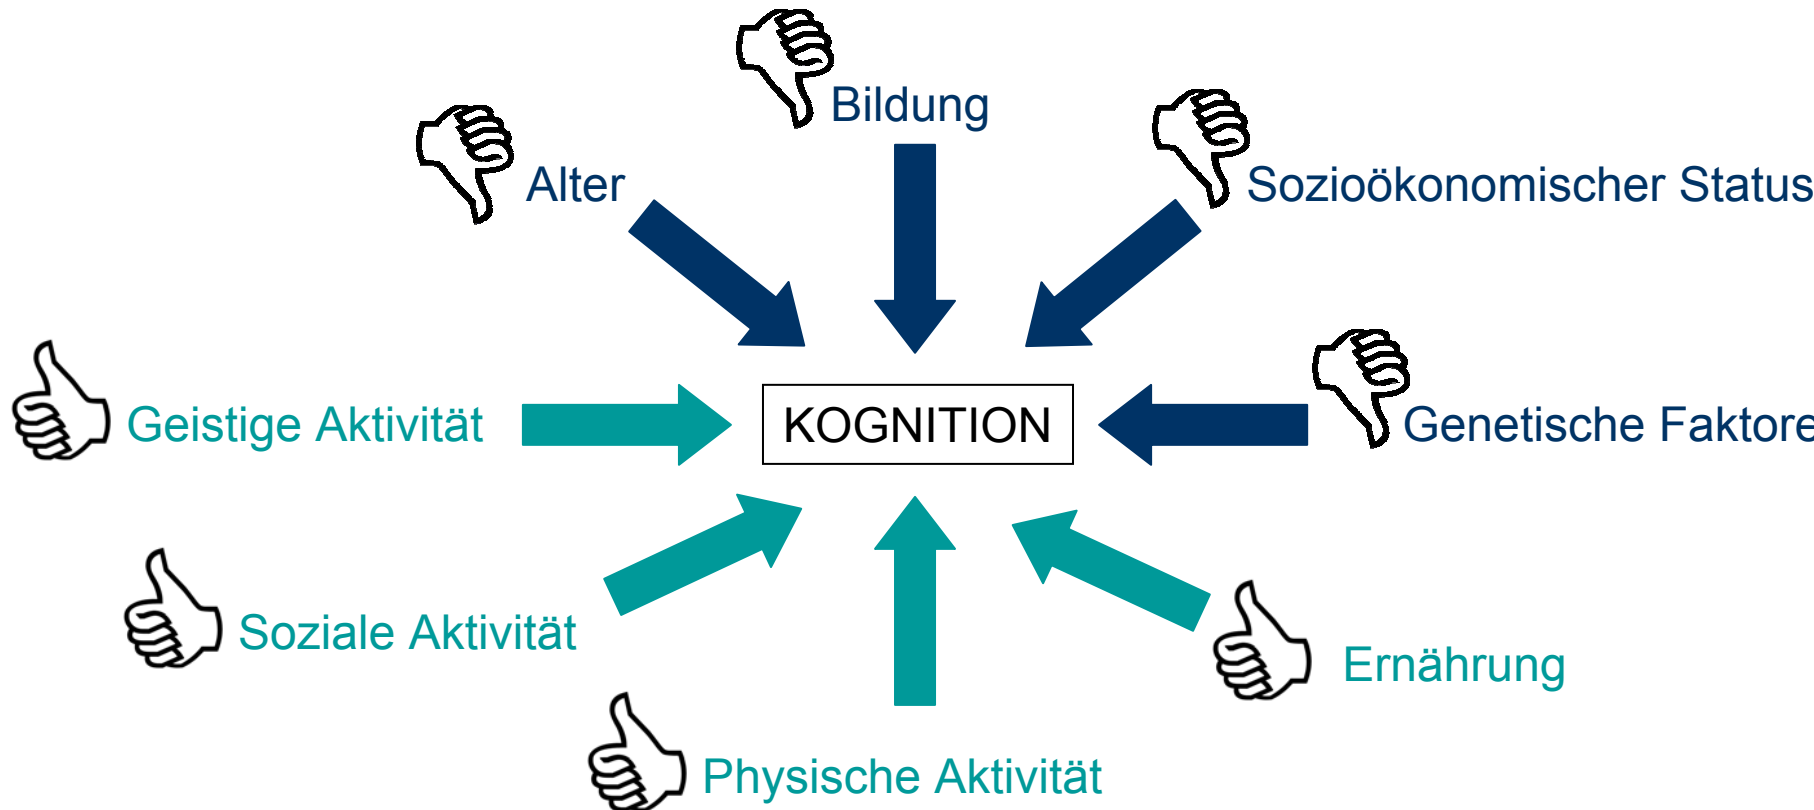 Bildung
Alter
Sozioökonomischer Status
Geistige Aktivität
KOGNITION
Genetische Faktore
Soziale Aktivität
Ernährung
Physische Aktivität